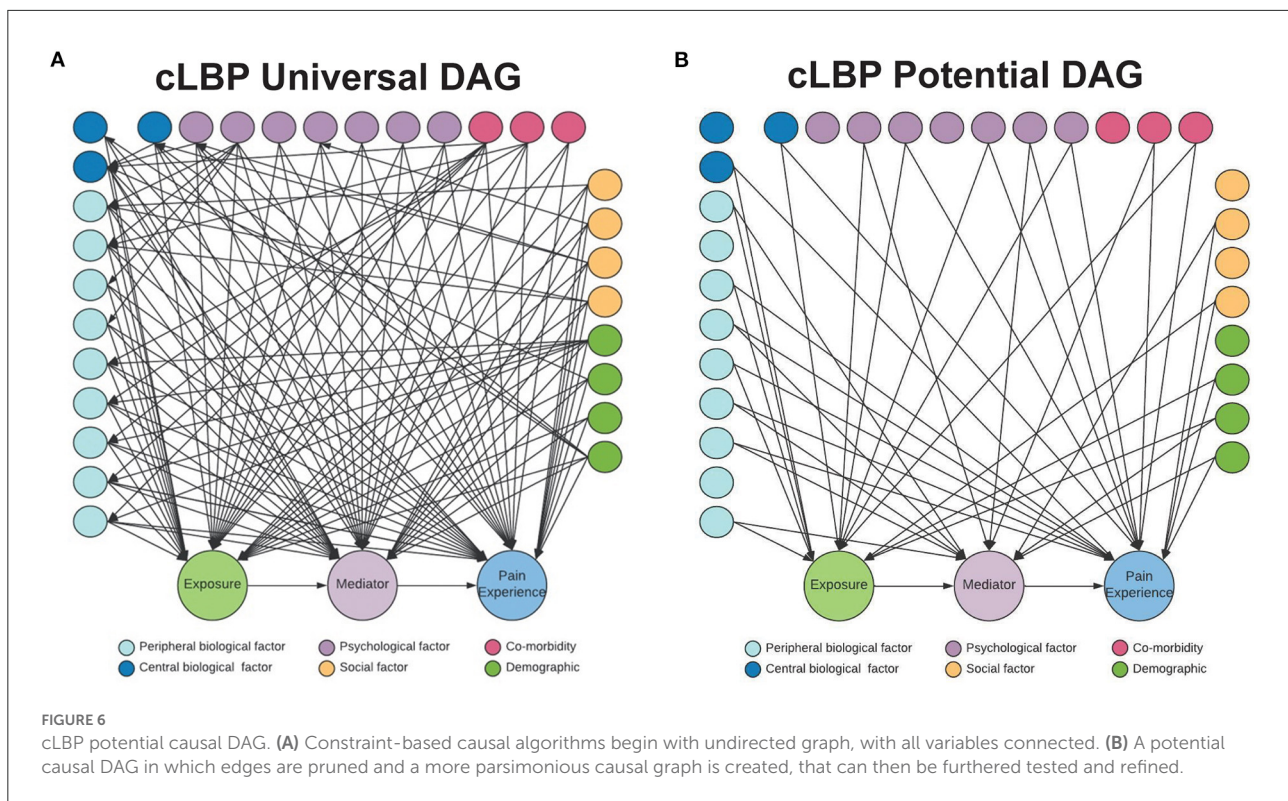 A
cLBP Universal DAG
Exposure
Mediator
Pain
Experience
Peripheral biological factor
Psychological factor
Co-morbidity
Central biological factor
Social factor
Demographic
B
cLBP Potential DAG
Exposure
Mediator
Pain
Experience
Peripheral biological factor
Psychological factor
Co-morbidity
Central biological factor
Social factor
Demographic
FIGURE 6
cLBP potential causal DAG. (A) Constraint-based causal algorithms begin with undirected graph, with all variables connected. (B) A potential
causal DAG in which edges are pruned and a more parsimonious causal graph is created, that can then be furthered tested and refined.